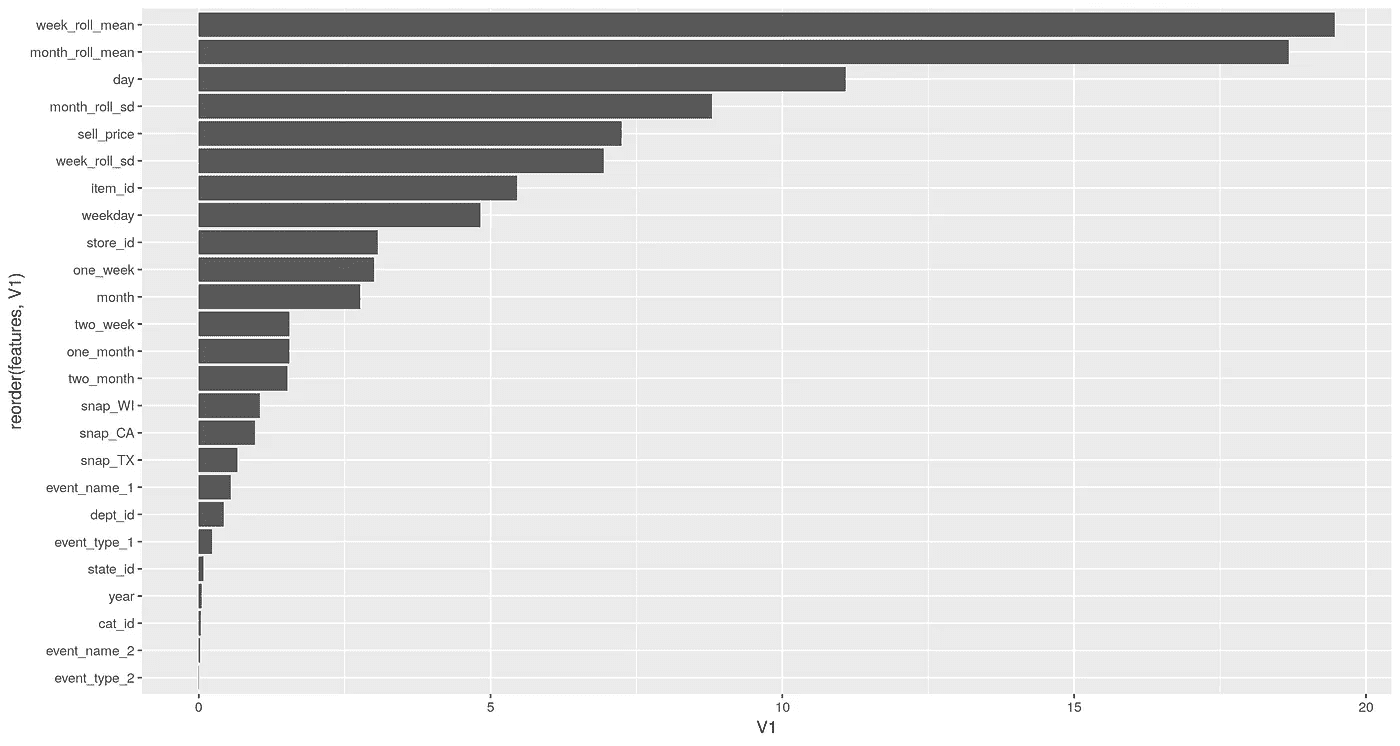 week_roll_mean
month_roll_mean
day
month_roll_sd
sell_price
week_roll_sd
item_id
weekday
store_id
one_week
month
two_week
one_month
two_month
snap_WI
snap_CA
snap_TX
event_name_1
dept_id
event_type_1
state_id
year
cat_id
event_name_2
event_type_2
reorder(features, V1)
0 5 10 15 20
V1